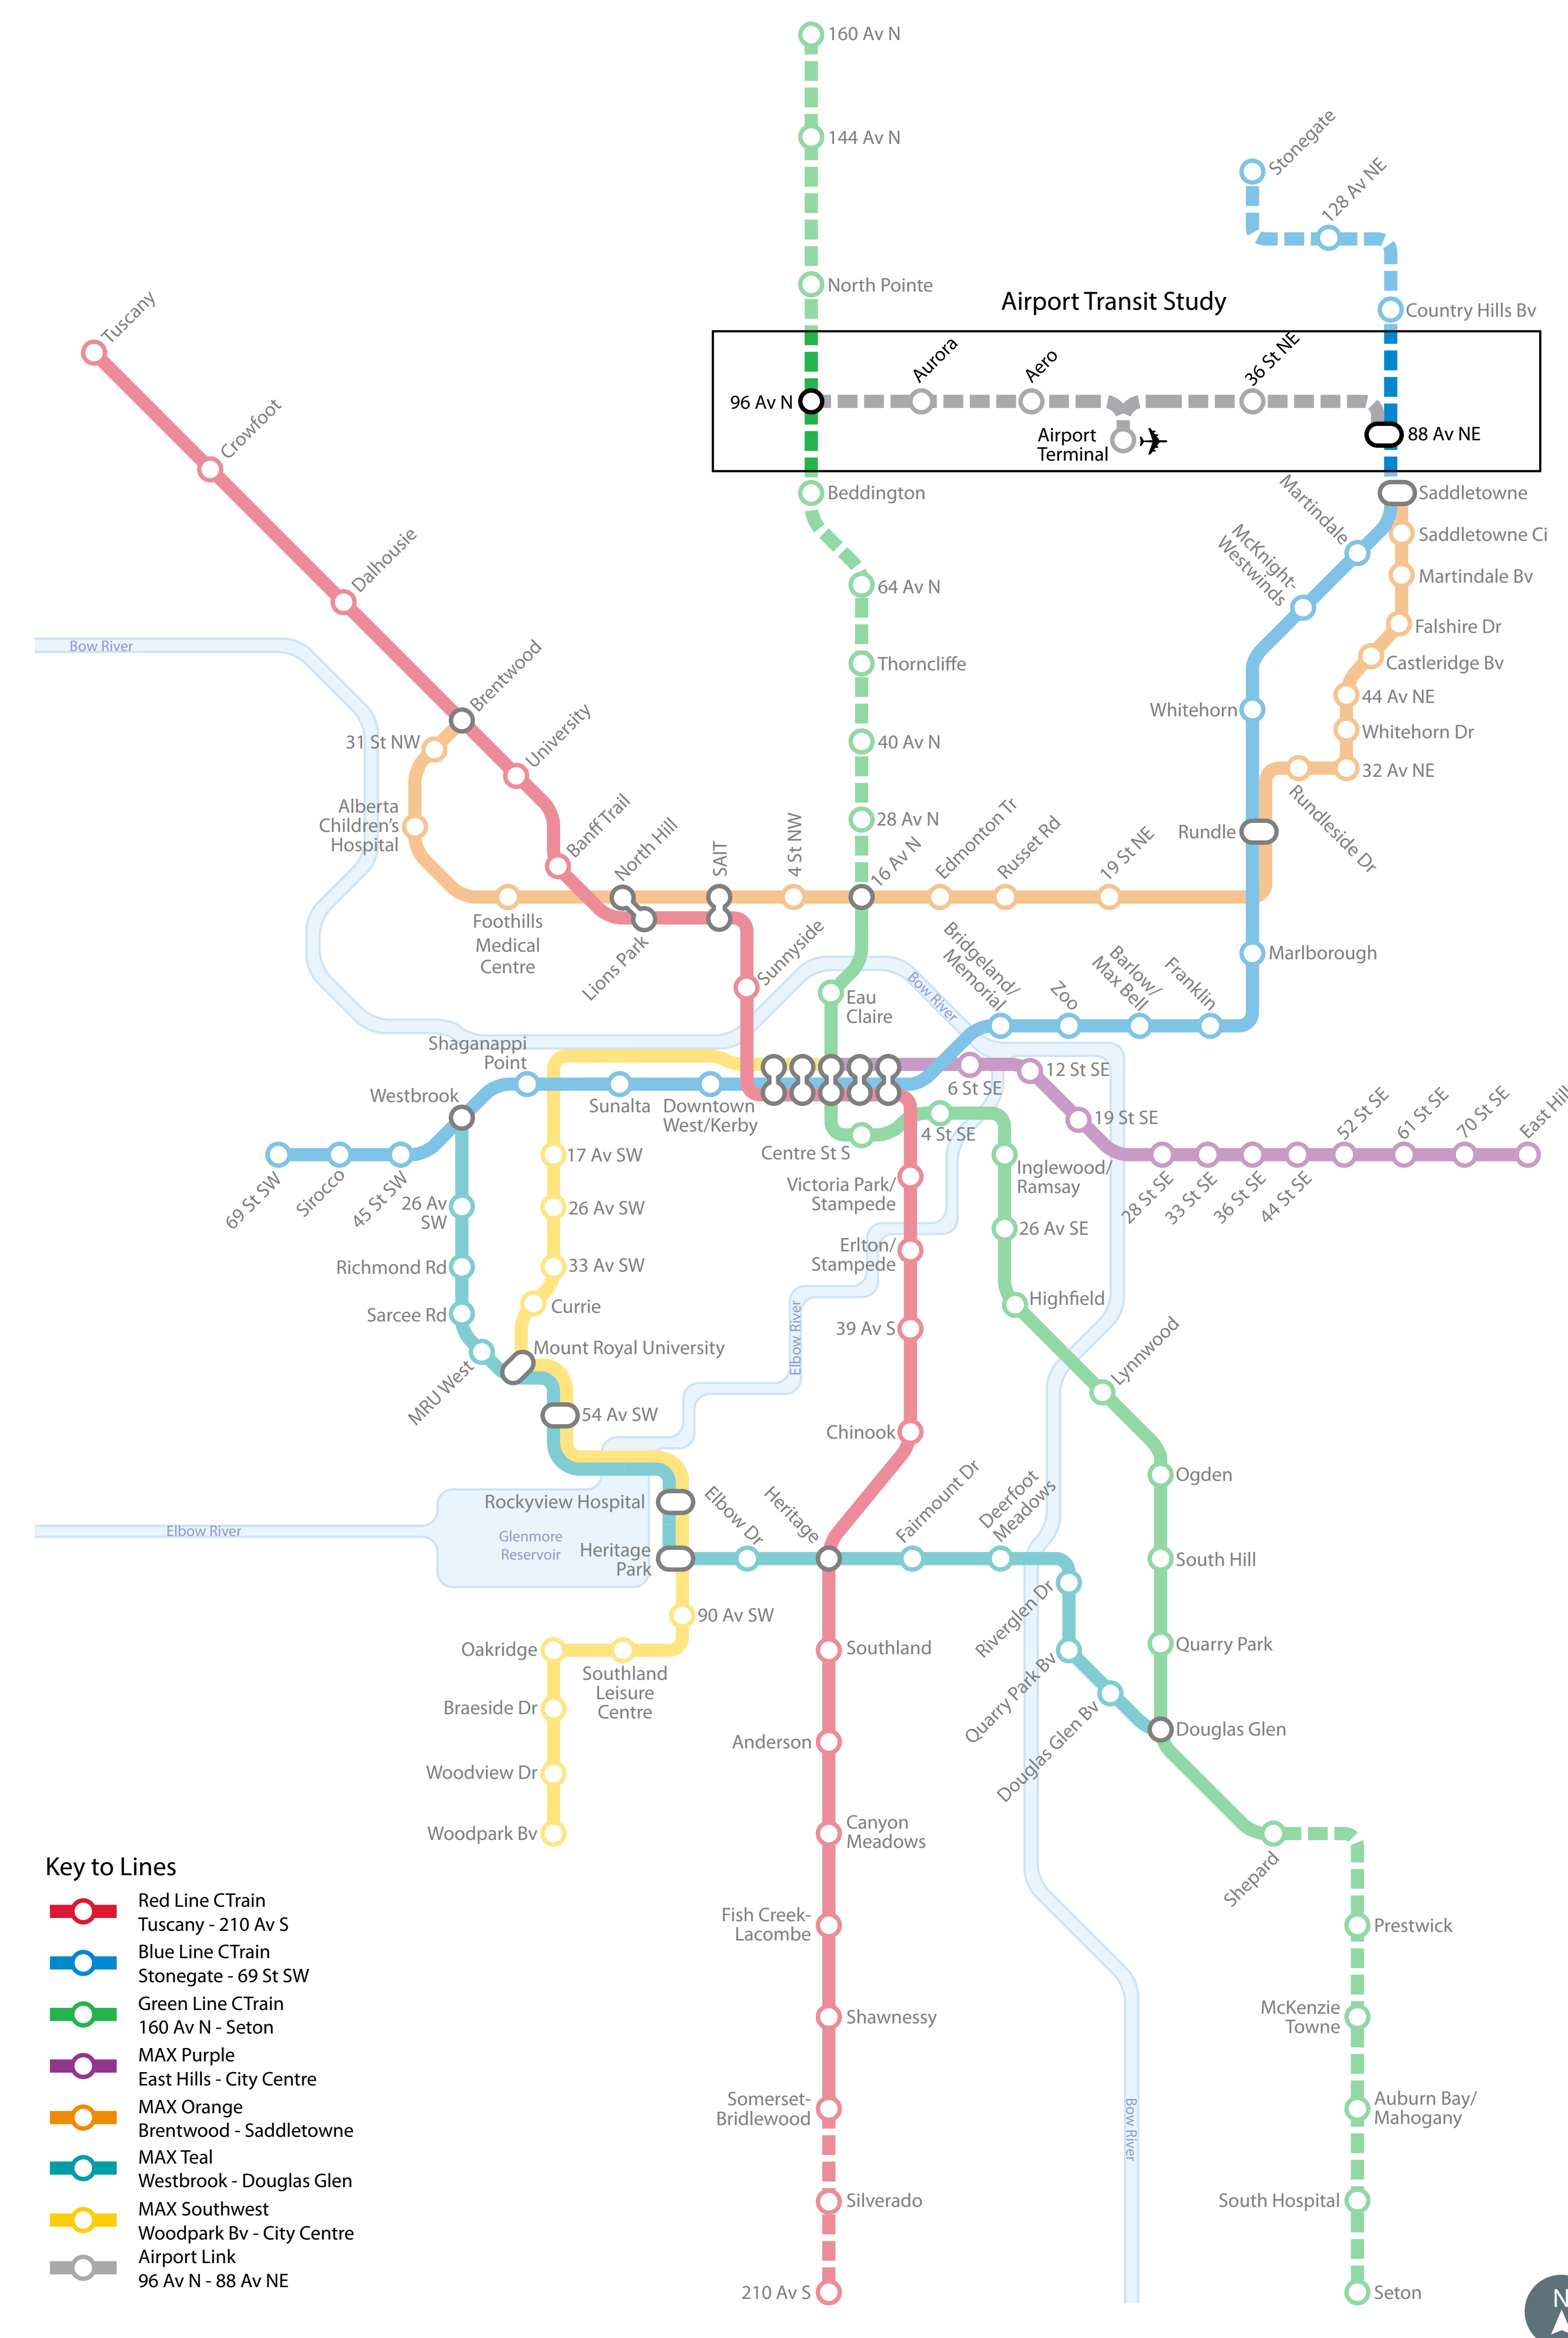 160 Av N
144 Av N
Stonegate
128 Av NE
North Pointe
Airport Transit Study
Country Hills Bv
Tuscany
Aurora
Aero
36 St NE
96 Av N
Crowfoot
Airport
Terminal
88 Av NE
Beddington
Martindale
Saddletowne
McKnight-
Westwinds
Saddletowne Ci
Dalhousie
64 Av N
Martindale Bv
Falshire Dr
Bow River
Thorncliffe
Castleridge Bv
Brentwood
44 Av NE
University
Whitehorn
31 St NW
40 Av N
Whitehorn Dr
32 Av NE
Alberta
Children's
Hospital
Banff Trail
North Hill
SAIT
4 St NW
28 Av N
16 Av N
Edmonton Tr
Russet Rd
19 St NE
Rundle
Rundleside Dr
Foothills
Medical
Centre
Lions Park
Sunnyside
Bow River
Bridgeland/
Memorial
Zoo
Barlow/
Max Bell
Franklin
Marlborough
Eau
Claire
Shaganappi
Point
Westbrook
Sunalta
Downtown
West/Kerby
6 St SE
12 St SE
19 St SE
52 St SE
61 St SE
70 St SE
69 St SW
Sirocco
45 St SW
17 Av SW
Centre St S
4 St SE
Inglewood/
Ramsay
28 St SE
33 St SE
36 St SE
44 St SE
Victoria Park/
Stampede
26 Av
SW
26 Av SW
26 Av SE
Erlton/
Stampede
Richmond Rd
33 Av SW
Highfield
Sarcee Rd
Currie
Elbow River
39 Av S
Lynnwood
MRU West
Mount Royal University
54 Av SW
Chinook
Ogden
Rockyview Hospital
Elbow Dr
Heritage
Fairmount Dr
Deerfoot
Meadows
Elbow River
Glenmore
Reservoir
Heritage
Park
South Hill
90 Av SW
Riverglen Dr
Oakridge
Southland
Leisure
Centre
Southland
Quarry Park Bv
Quarry Park
Braeside Dr
Anderson
Douglas Glen Bv
Douglas Glen
Woodview Dr
Woodpark Bv
Canyon
Meadows
Shepard
Fish Creek-
Lacombe
Prestwick
Shawnessy
McKenzie
Towne
Somerset-
Bridlewood
Bow River
Auburn Bay/
Mahogany
Silverado
South Hospital
210 Av S
Seton
Key to Lines
Red Line CTrain
Tuscany - 210 Av S
Blue Line CTrain
Stonegate - 69 St SW
Green Line CTrain
160 Av N - Seton
MAX Purple
East Hills - City Centre
MAX Orange
Brentwood - Saddletowne
MAX Teal
Westbrook - Douglas Glen
MAX Southwest
Woodpark Bv - City Centre
Airport Link
96 Av N - 88 Av NE
N